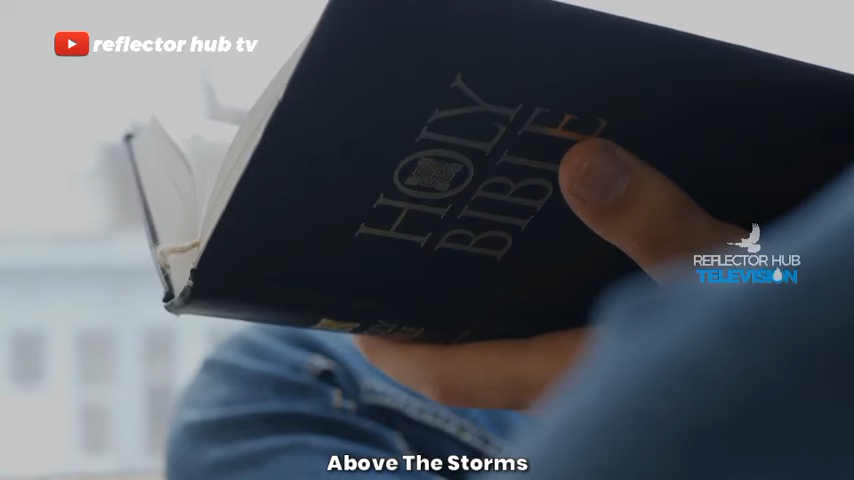 reflector hub tv
HOLY
BIBLE
REFLECTOR HUB
TELEVISION
Above The Storms